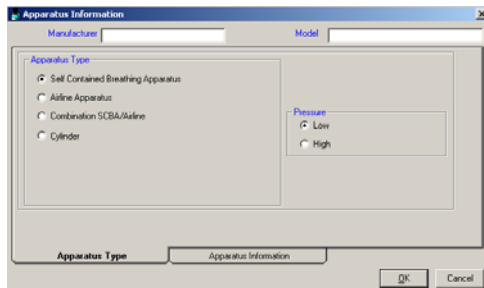 Apparatus Information
Manufacturer Model
Apparatus Type
Self Contained Breathing Apparatus
Airline Apparatus
Combination SCBA/Airline
Cylinder
Pressure
Low
High
Apparatus Type Apparatus Information
OK Cancel